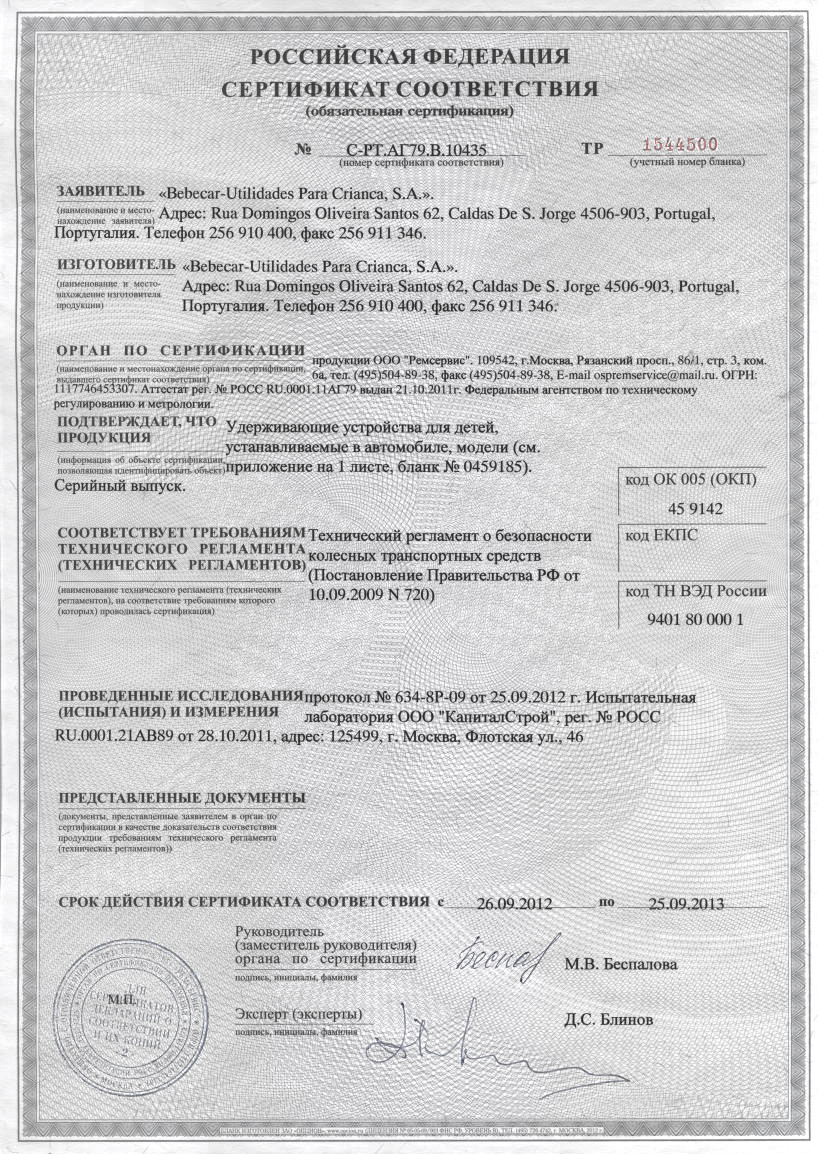 РОССИЙСКАЯ ФЕДЕРАЦИЯ
СЕРТИФИКАТ СООТВЕТСТВИЯ
(обязательная сертификация)
№ С-РТ.АГ79.В.10435 ТР 1544500
(номер сертификата соответствия) (учетный номер бланка)
ЗАЯВИТЕЛЬ «Bebecar-Utilidades Para Crianca, S.A.».
(наименование и место-
нахождение заявителя) Адрес: Rua Domingos Oliveira Santos 62, Caldas De S. Jorge 4506-903, Portugal,
Португалия. Телефон 256 910 400, факс 256 911 346.
ИЗГОТОВИТЕЛЬ «Bebecar-Utilidades Para Crianca, S.A.».
(наименование и место-
нахождение изготовителя
продукции)
Адрес: Rua Domingos Oliveira Santos 62, Caldas De S. Jorge 4506-903, Portugal,
Португалия. Телефон 256 910 400, факс 256 911 346.
ОРГАН ПО СЕРТИФИКАЦИИ продукции ООО "Ремсервис". 109542, г.Москва, Рязанский просп., 86/1, стр. 3, ком.
(наименование и местонахождение органа по сертификации,
выдавшего сертификат соответствия)
6а, тел. (495)504-89-38, факс (495)504-89-38, E-mail ospremservice@mail.ru. ОГРН:
1117746453307. Аттестат рег. № РОСС RU.0001.11АГ79 выдан 21.10.2011г. Федеральным агентством по техническому
регулированию и метрологии.
ПОДТВЕРЖДАЕТ, ЧТО
ПРОДУКЦИЯ
(информация об объекте сертификации,
позволяющая идентифицировать объект)
Удерживающие устройства для детей,
устанавливаемые в автомобиле, модели (см.
приложение на 1 листе, бланк № 0459185).
Серийный выпуск.
код ОК 005 (ОКП)
45 9142
СООТВЕТСТВУЕТ ТРЕБОВАНИЯМ
ТЕХНИЧЕСКОГО РЕГЛАМЕНТА
(ТЕХНИЧЕСКИХ РЕГЛАМЕНТОВ)
(наименование технического регламента (технических
регламентов), на соответствие требованиям которого
(которых) проводилась сертификация)
Технический регламент о безопасности
колесных транспортных средств
(Постановление Правительства РФ от
10.09.2009 N 720)
код ЕКПС
код ТН ВЭД России
9401 80 000 1
ПРОВЕДЕННЫЕ ИССЛЕДОВАНИЯ
(ИСПЫТАНИЯ) И ИЗМЕРЕНИЯ
протокол № 634-8Р-09 от 25.09.2012 г. Испытательная
лаборатория ООО "КапиталСтрой", рег. № РОСС
RU.0001.21АВ89 от 28.10.2011, адрес: 125499, г. Москва, Флотская ул., 46
ПРЕДСТАВЛЕННЫЕ ДОКУМЕНТЫ
(документы, представленные заявителем в орган по
сертификации в качестве доказательств соответствия
продукции требованиям технического регламента
(технических регламентов))
СРОК ДЕЙСТВИЯ СЕРТИФИКАТА СООТВЕТСТВИЯ с 26.09.2012 по 25.09.2013
Руководитель
(заместитель руководителя)
органа по сертификации
подпись, инициалы, фамилия
М.В. Беспалова
М.П.
ДЛЯ
СЕРТИФИКАТОВ
ДЕКЛАРАЦИЙ О
СООТВЕТСТВИИ
И ИХ КОПИЙ
-2-
МОСКВА
Эксперт (эксперты)
подпись, инициалы, фамилия
Д.С. Блинов